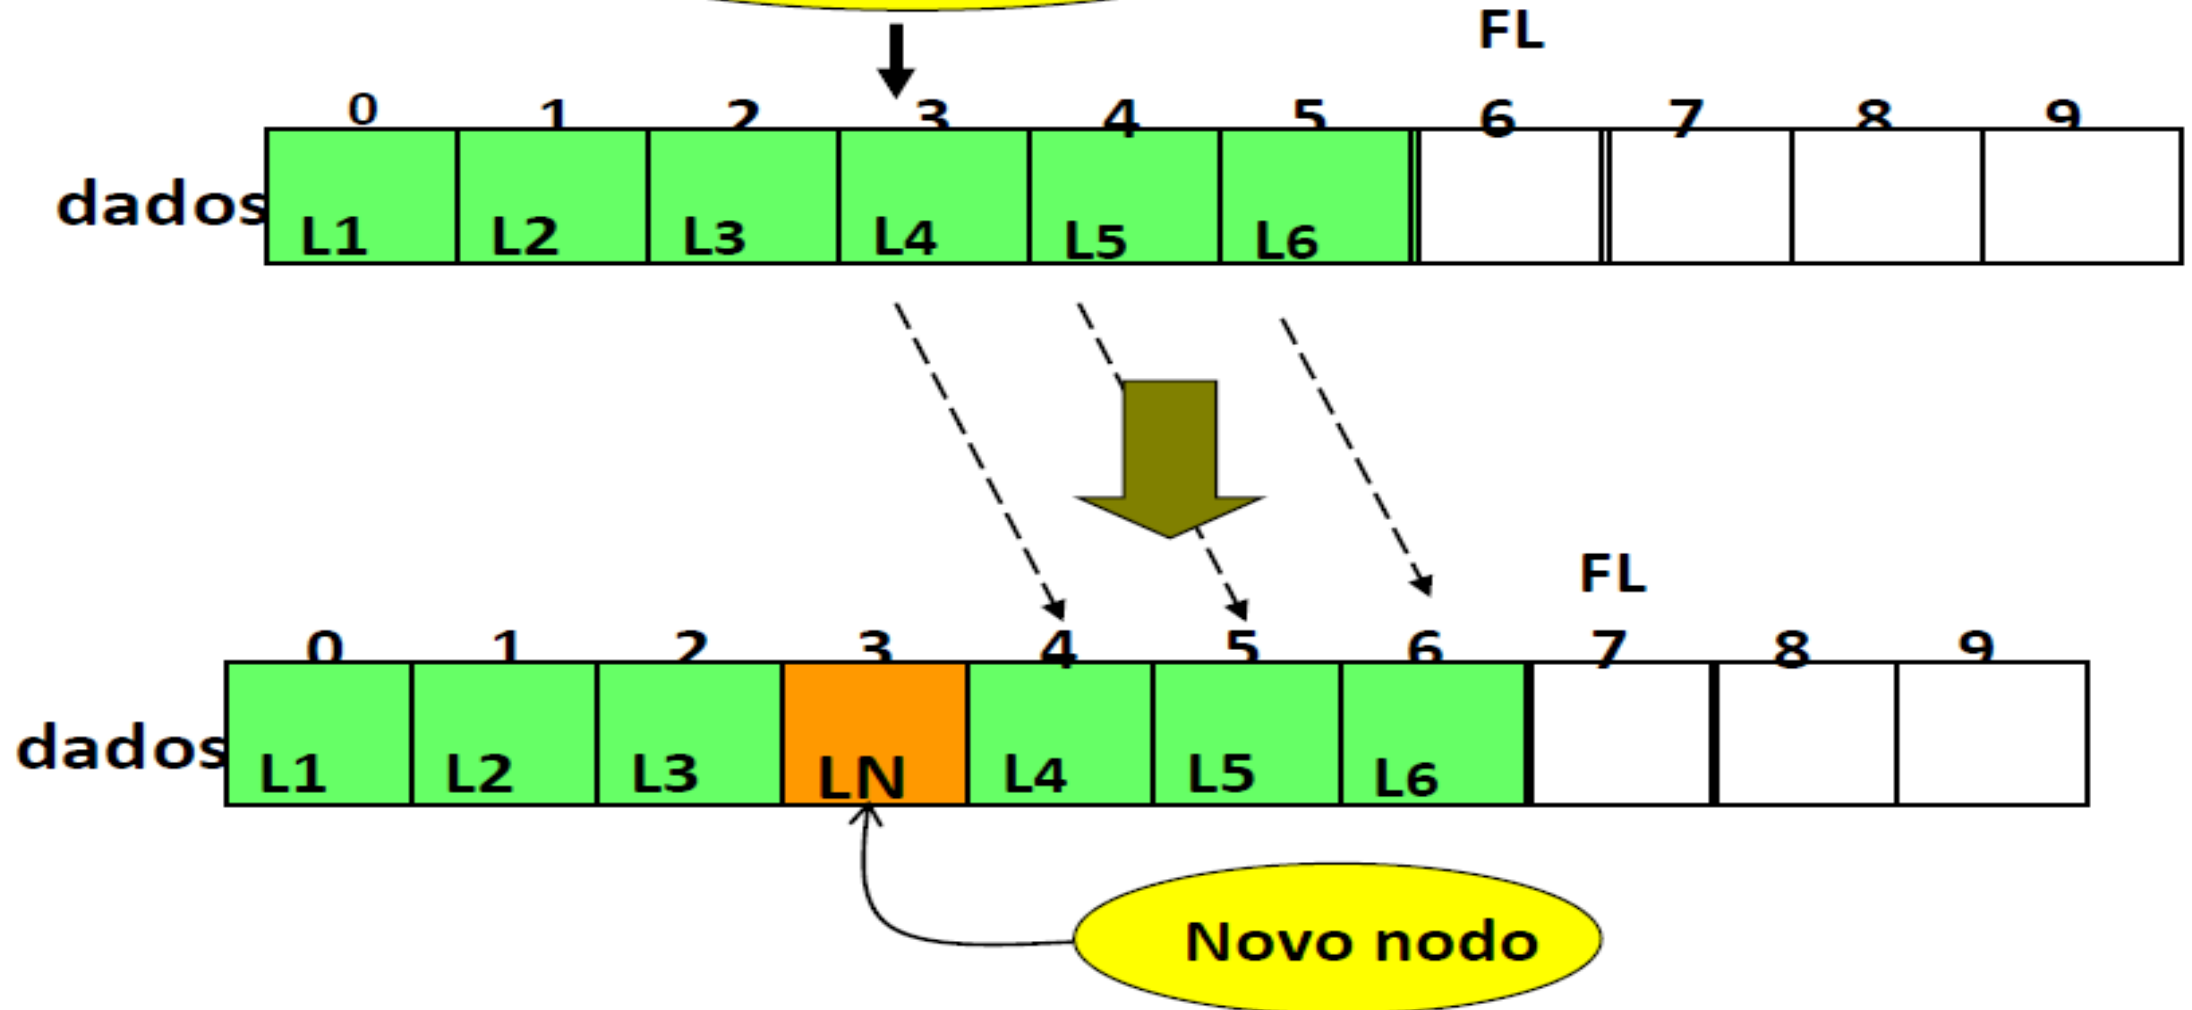 FL
0 1 2 3 4 5 6 7 8 9
dados L1 L2 L3 L4 L5 L6
FL
0 1 2 3 4 5 6 7 8 9
dados L1 L2 L3 LN L4 L5 L6
Novo nodo